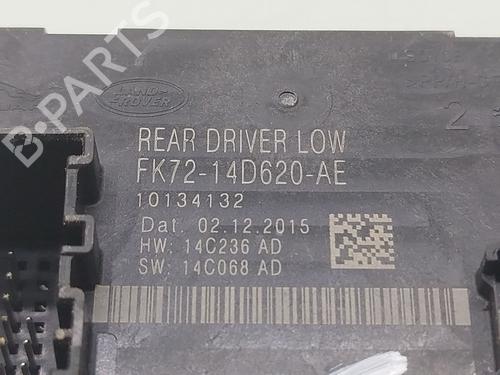 B-PARTS
LAND-
ROVER
2
REAR DRIVER LOW
FK72-14D620-AE
10134132
Dat: 02.12.2015
HW: 14C236 AD
SW: 14C068 AD